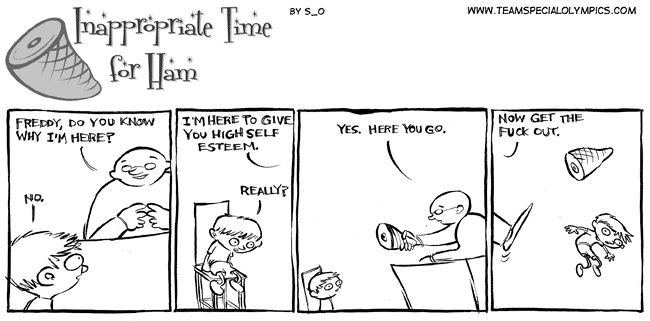 Inappropriate Time
for Ham
BY S_O
WWW.TEAMSPECIALOLYMPICS.COM
FREDDY, DO YOU KNOW
WHY I'M HERE?
NO.
I'M HERE TO GIVE
YOU HIGH SELF
ESTEEM.
REALLY?
YES. HERE YOU GO.
NOW GET THE
FUCK OUT.